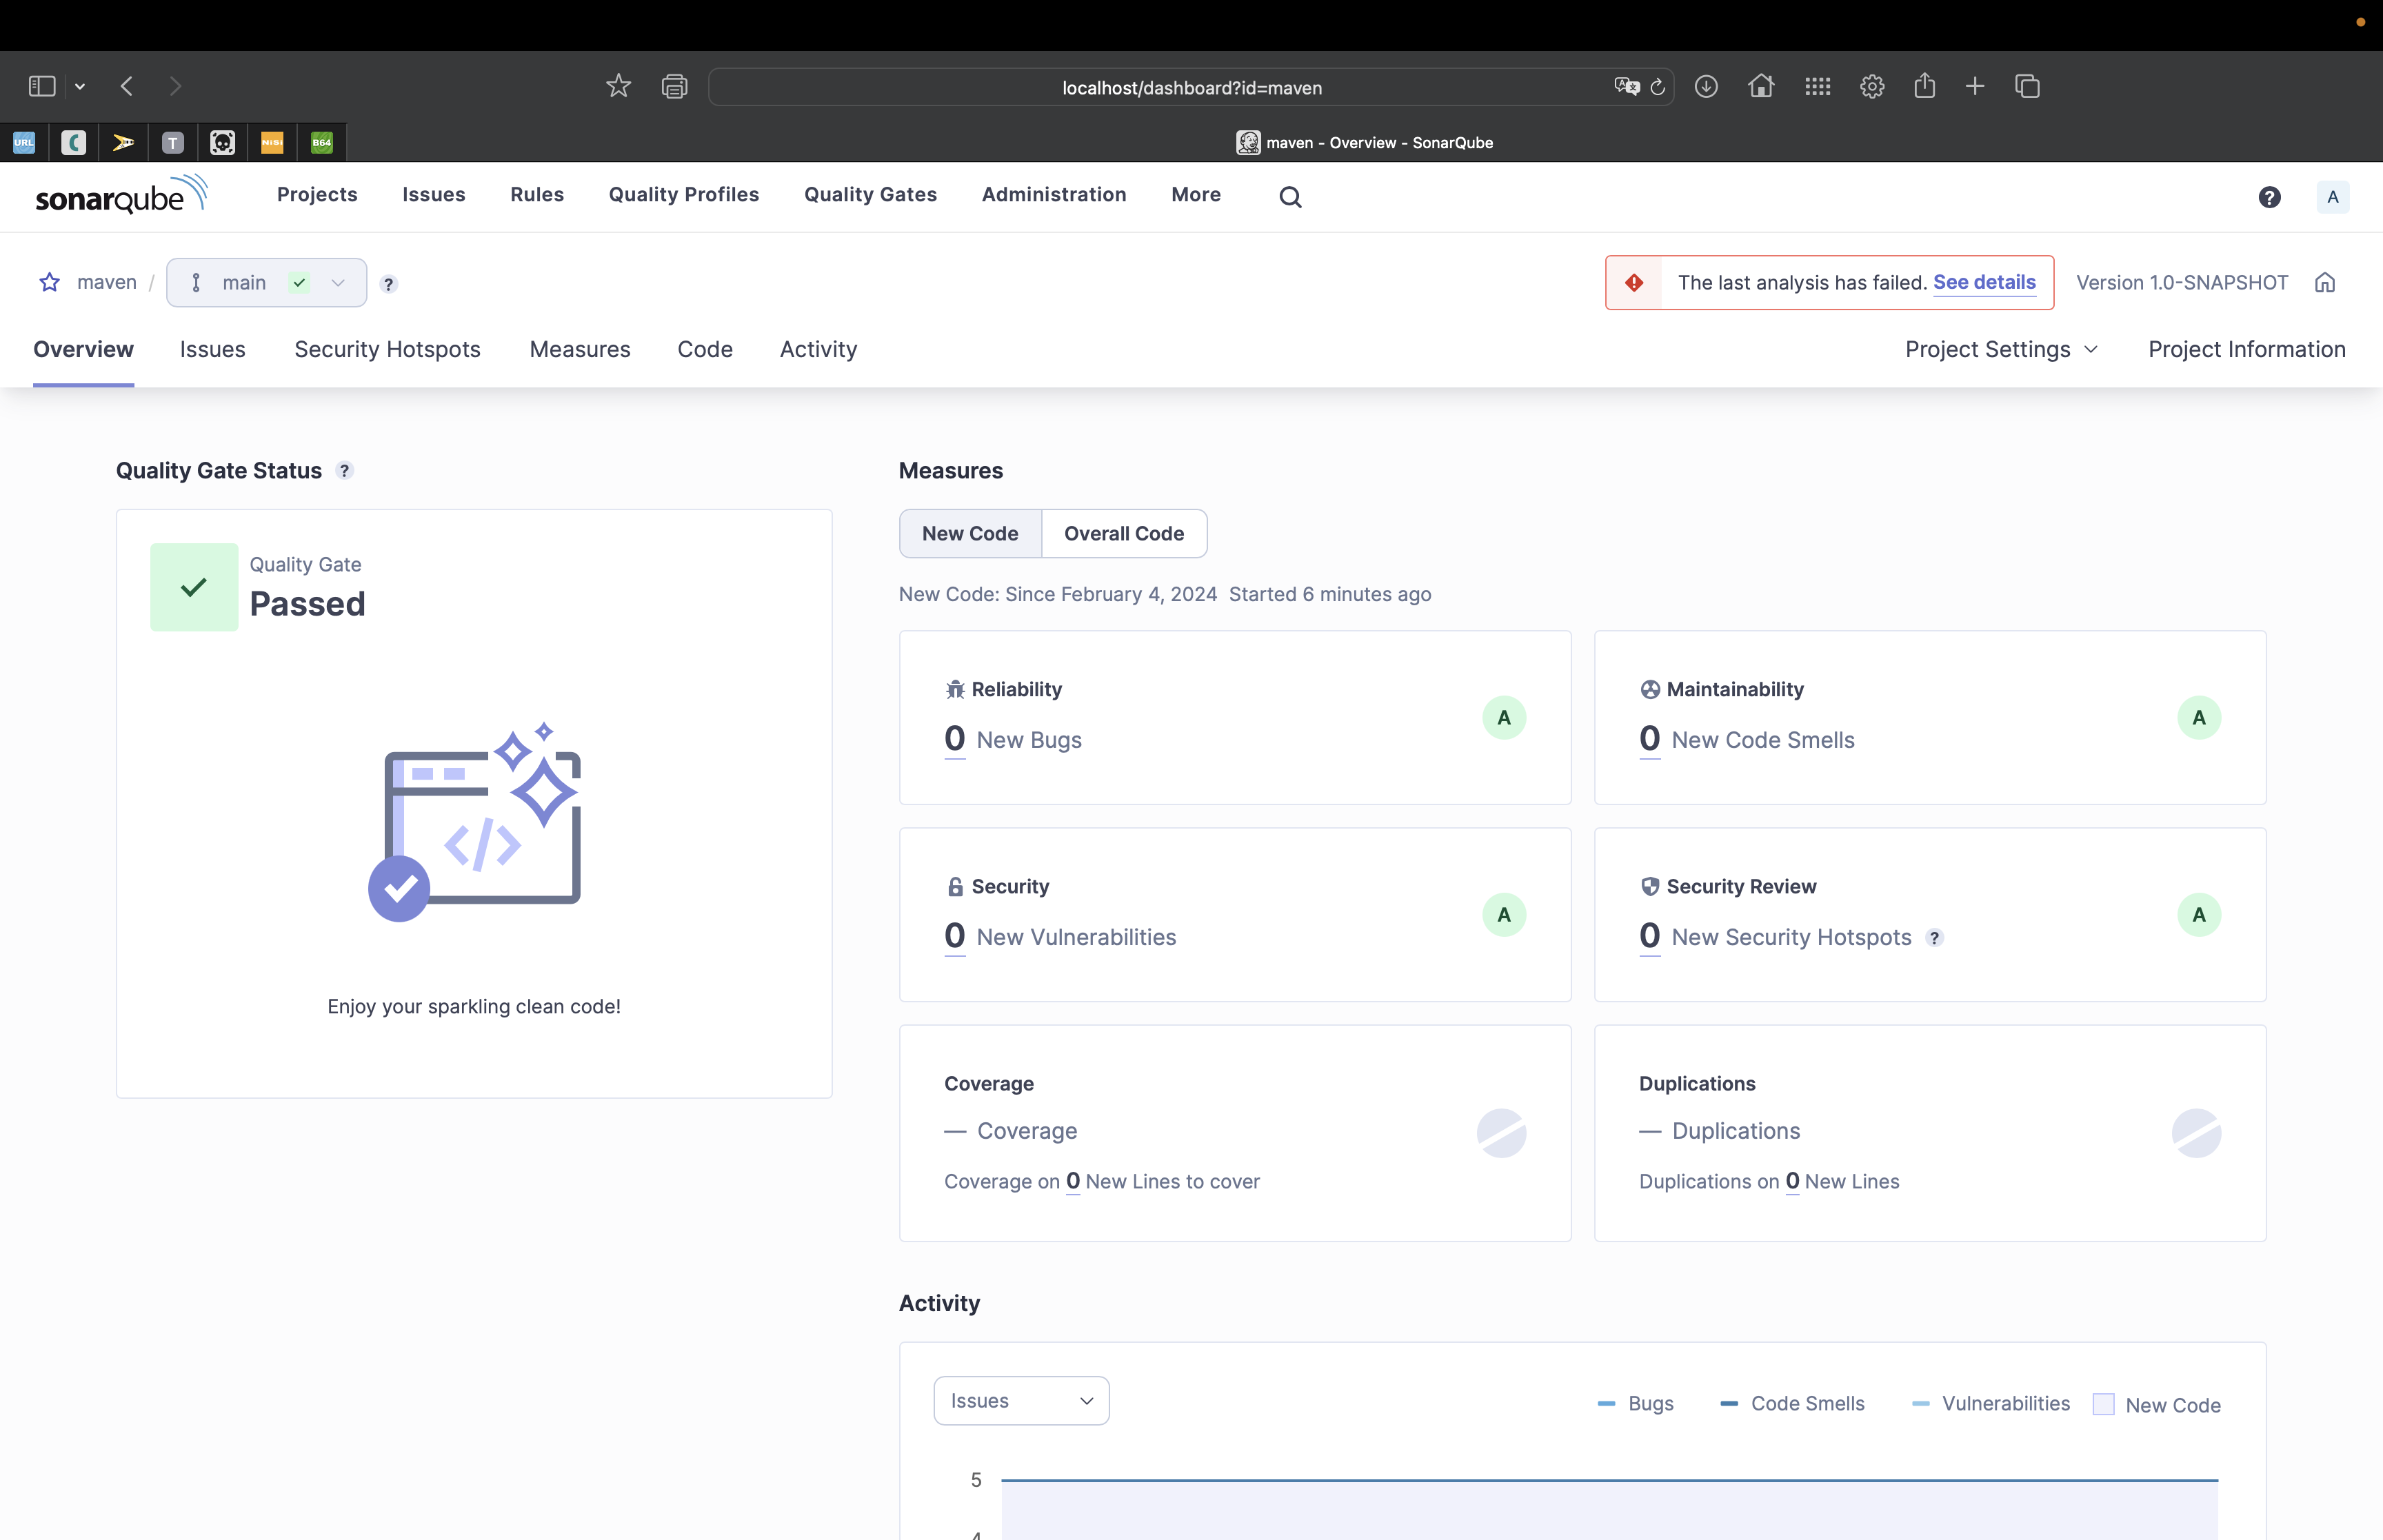 localhost/dashboard?id=maven
URL
T
NISI
B64
maven - Overview - SonarQube
sonarqube
Projects
Issues
Rules
Quality Profiles
Quality Gates
Administration
More
?
A
maven / main ?
The last analysis has failed. See details
Version 1.0-SNAPSHOT
Overview
Issues
Security Hotspots
Measures
Code
Activity
Project Settings
Project Information
Quality Gate Status ?
Quality Gate
Passed
Enjoy your sparkling clean code!
Measures
New Code
Overall Code
New Code: Since February 4, 2024 Started 6 minutes ago
Reliability
0 New Bugs
A
Maintainability
0 New Code Smells
A
Security
0 New Vulnerabilities
A
Security Review
0 New Security Hotspots ?
A
Coverage
— Coverage
Coverage on 0 New Lines to cover
Duplications
— Duplications
Duplications on 0 New Lines
Activity
Issues
Bugs
Code Smells
Vulnerabilities
New Code
5
4